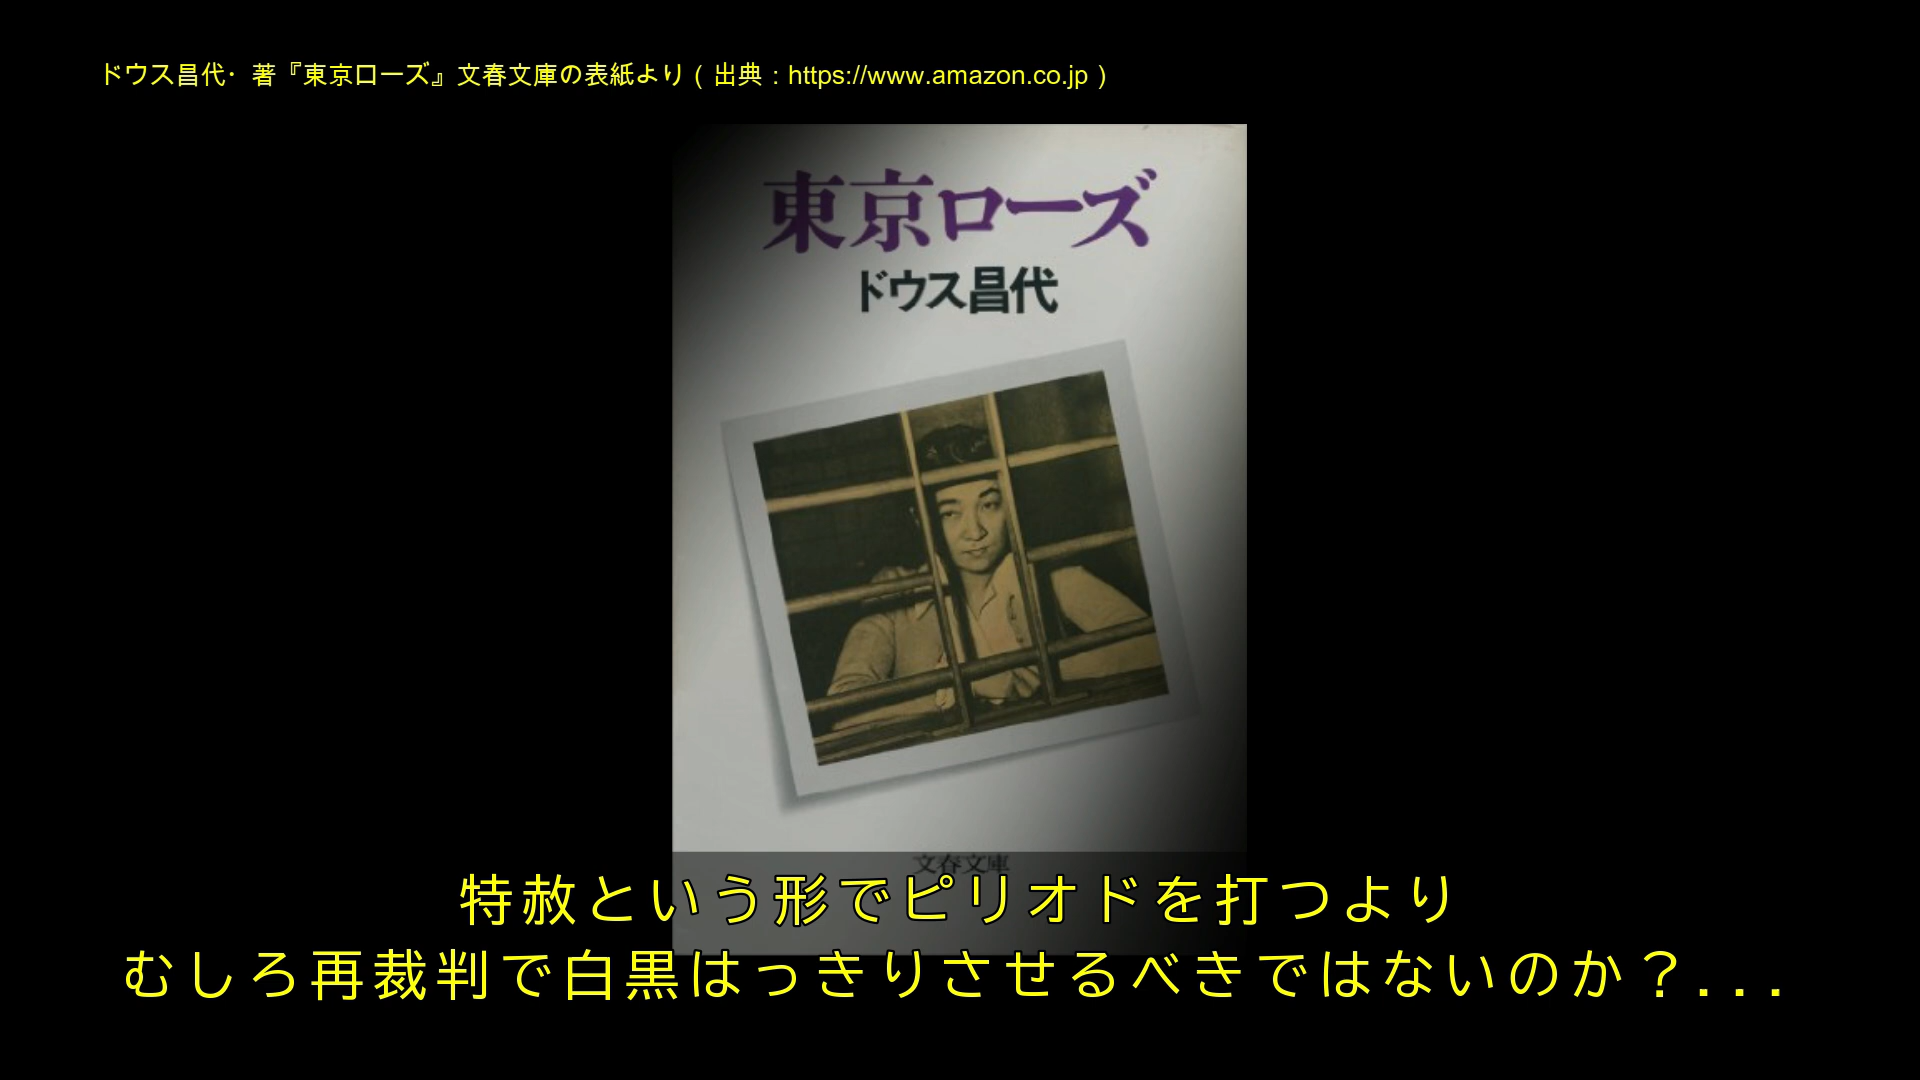 ドウス昌代・著『東京ローズ』文春文庫の表紙より ( 出典：https://www.amazon.co.jp )
東京ローズ
ドウス昌代
文春文庫
特赦という形でピリオドを打つより
むしろ再裁判で白黒はっきりさせるべきではないのか？...